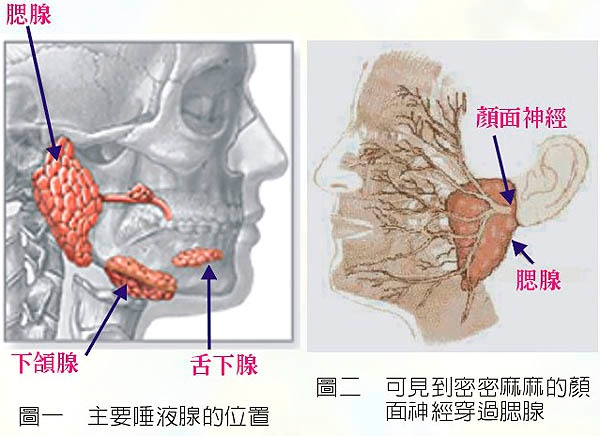 腮腺
下頷腺
舌下腺
圖一 主要唾液腺的位置
顏面神經
腮腺
圖二 可見到密密麻麻的顏
面神經穿過腮腺